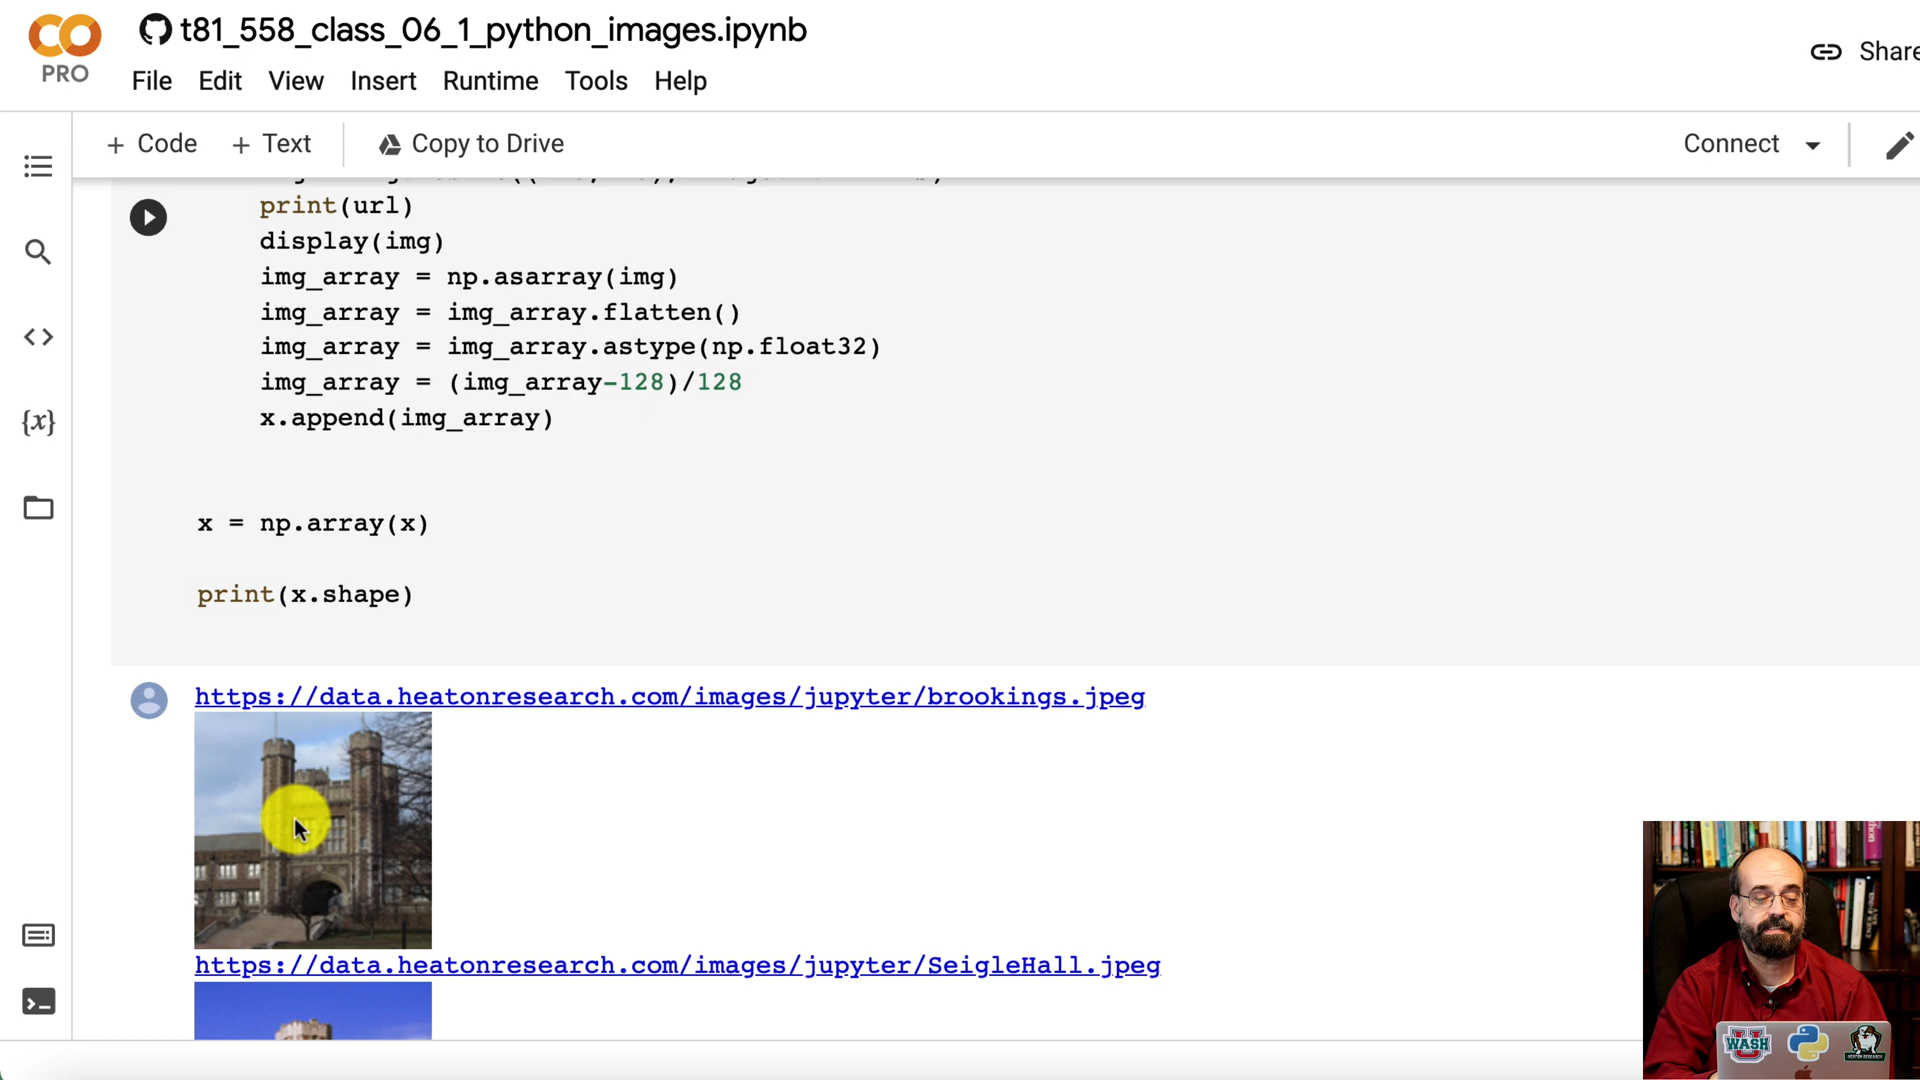 CO
t81_558_class_06_1_python_images.ipynb
PRO
File Edit View Insert Runtime Tools Help
Share
+ Code + Text Copy to Drive
Connect
print(url)
display(img)
img_array = np.asarray(img)
img_array = img_array.flatten()
img_array = img_array.astype(np.float32)
img_array = (img_array-128)/128
x.append(img_array)
x = np.array(x)
print(x.shape)
https://data.heatonresearch.com/images/jupyter/brookings.jpeg
https://data.heatonresearch.com/images/jupyter/SeigleHall.jpeg
{x}
WASH
U
HEATON RESEARCH